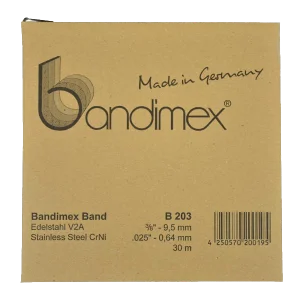 Made in Germany
bandimex®
Bandimex Band B 203
Edelstahl V2A ⅜" - 9,5 mm
Stainless Steel CrNi .025" - 0,64 mm
30 m
4 250570 200195